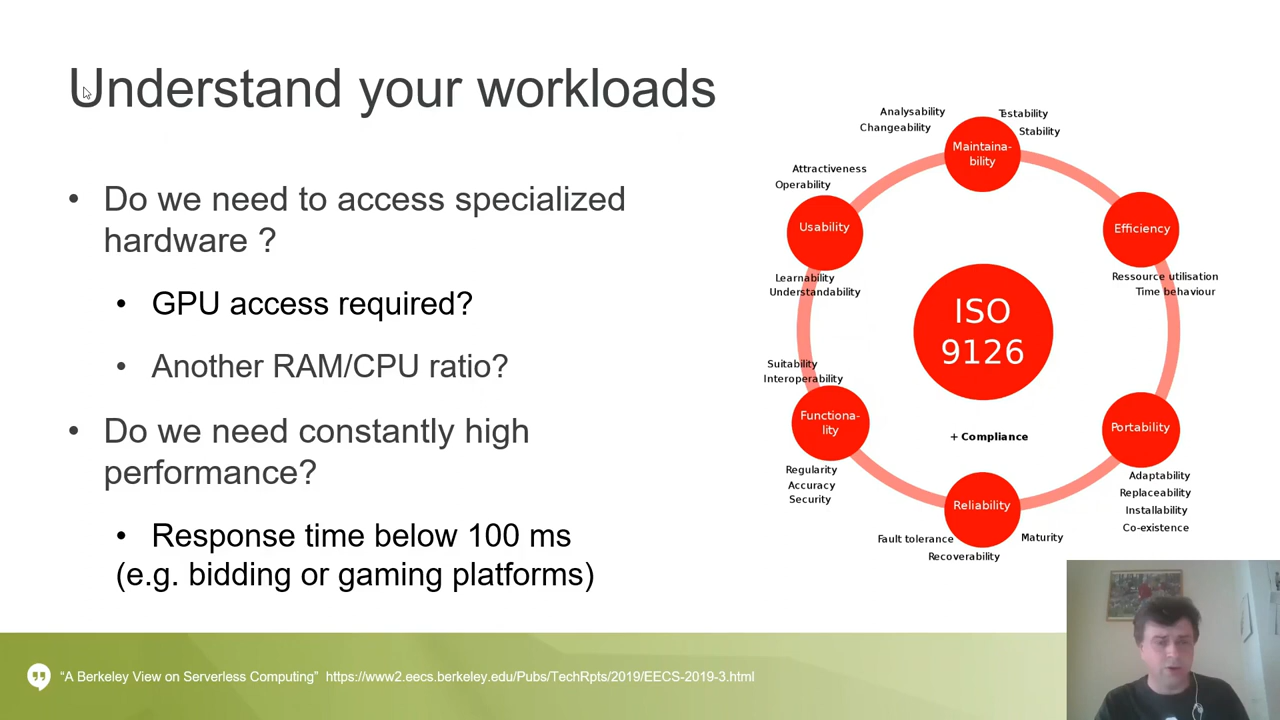 Understand your workloads
• Do we need to access specialized
hardware ?
• GPU access required?
• Another RAM/CPU ratio?
• Do we need constantly high
performance?
• Response time below 100 ms
(e.g. bidding or gaming platforms)
Analysability
Changeability
Testability
Stability
Maintaina-
bility
Attractiveness
Operability
Usability
Learnability
Understandability
Efficiency
Ressource utilisation
Time behaviour
ISO
9126
Suitability
Interoperability
Functiona-
lity
Regularity
Accuracy
Security
+ Compliance
Portability
Adaptability
Replaceability
Installability
Co-existence
Reliability
Fault tolerance
Maturity
Recoverability
“A Berkeley View on Serverless Computing” https://www2.eecs.berkeley.edu/Pubs/TechRpts/2019/EECS-2019-3.html